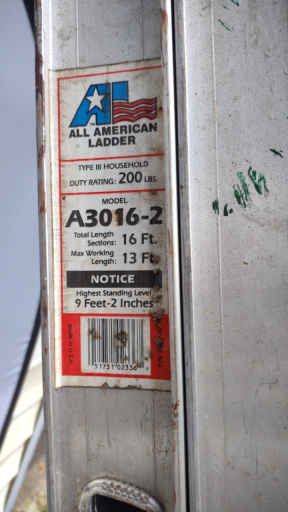 AL
ALL AMERICAN
LADDER
TYPE III HOUSEHOLD
DUTY RATING: 200 LBS.
MODEL
A3016-2
Total Length
Sections: 16 Ft.
Max Working
Length: 13 Ft.
NOTICE
Highest Standing Level
9 Feet-2 Inches